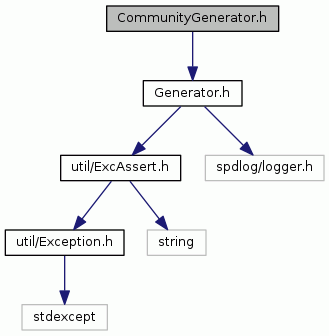 CommunityGenerator.h
Generator.h
util/ExcAssert.h
spdlog/logger.h
util/Exception.h
string
stdexcept